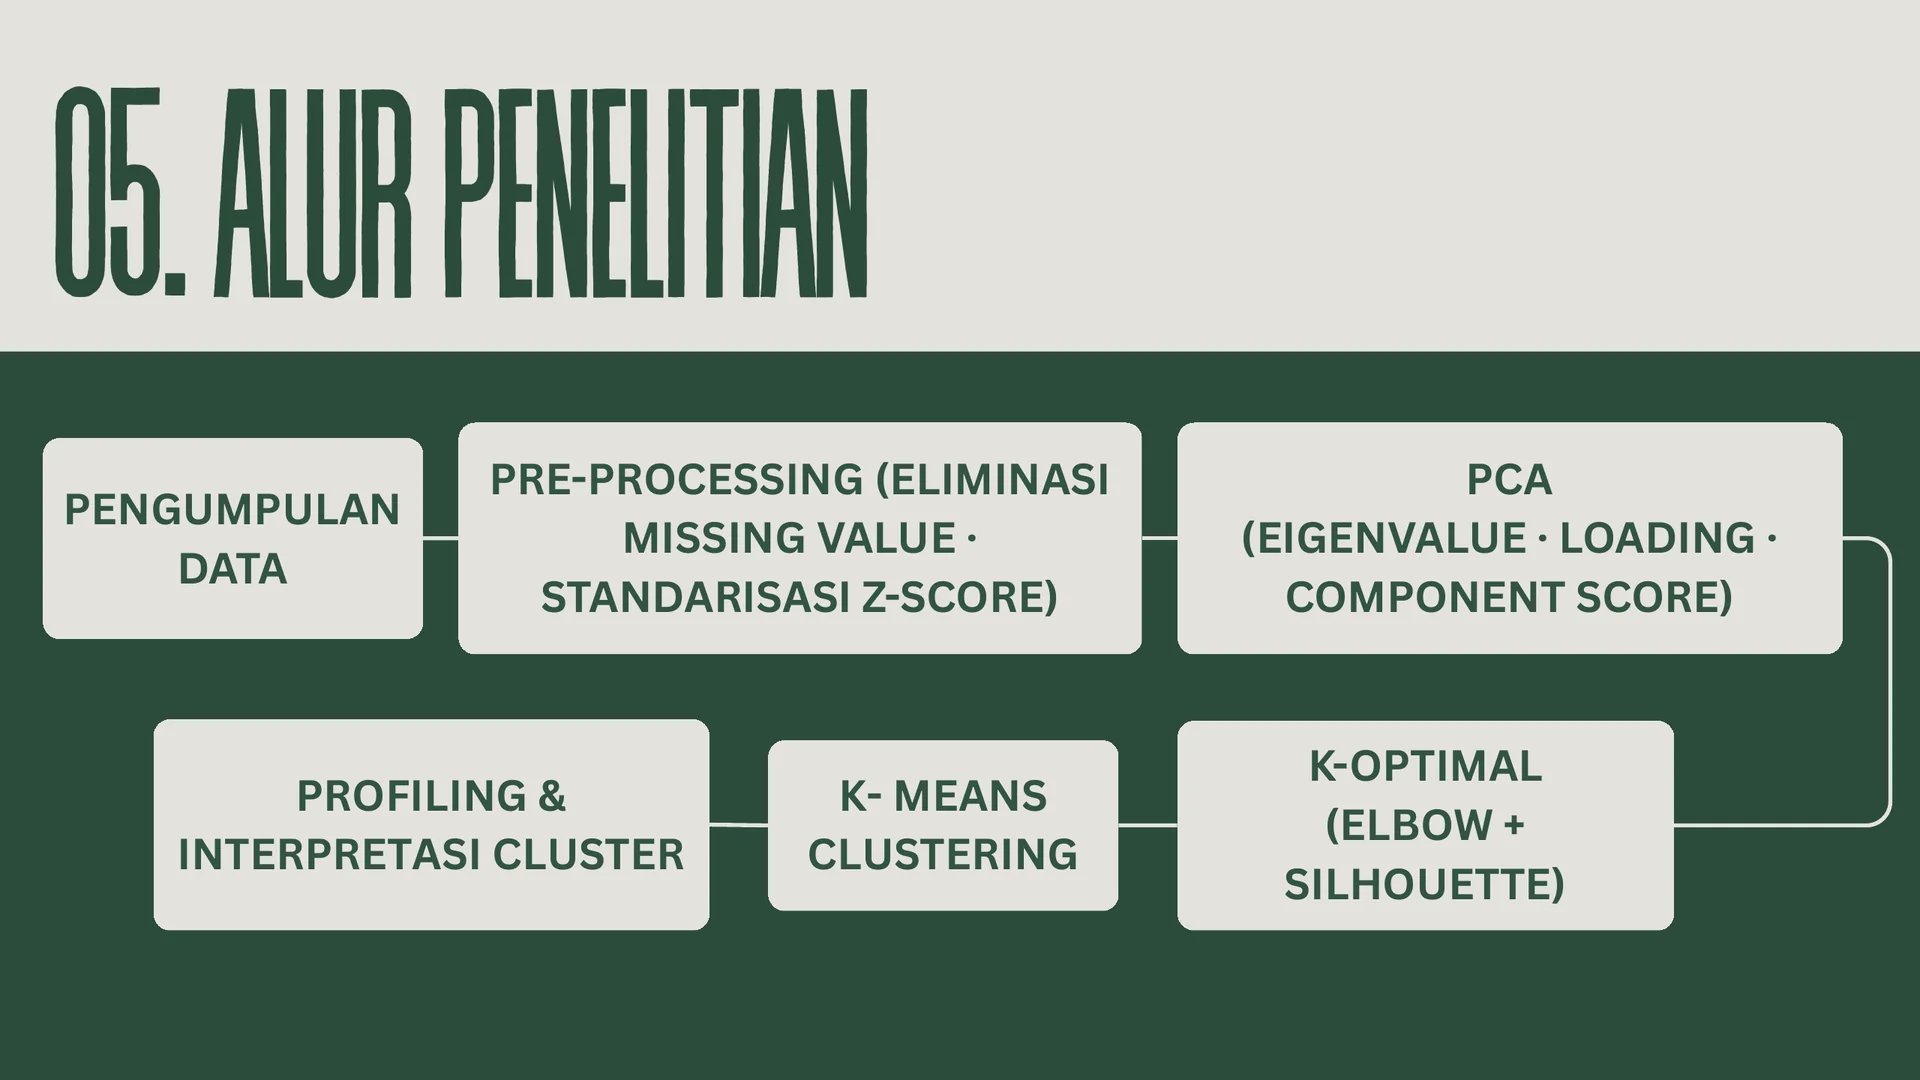 05. ALUR PENELITIAN
PENGUMPULAN
DATA
PRE-PROCESSING (ELIMINASI
MISSING VALUE ·
STANDARISASI Z-SCORE)
PCA
(EIGENVALUE · LOADING ·
COMPONENT SCORE)
K-OPTIMAL
(ELBOW +
SILHOUETTE)
K- MEANS
CLUSTERING
PROFILING &
INTERPRETASI CLUSTER